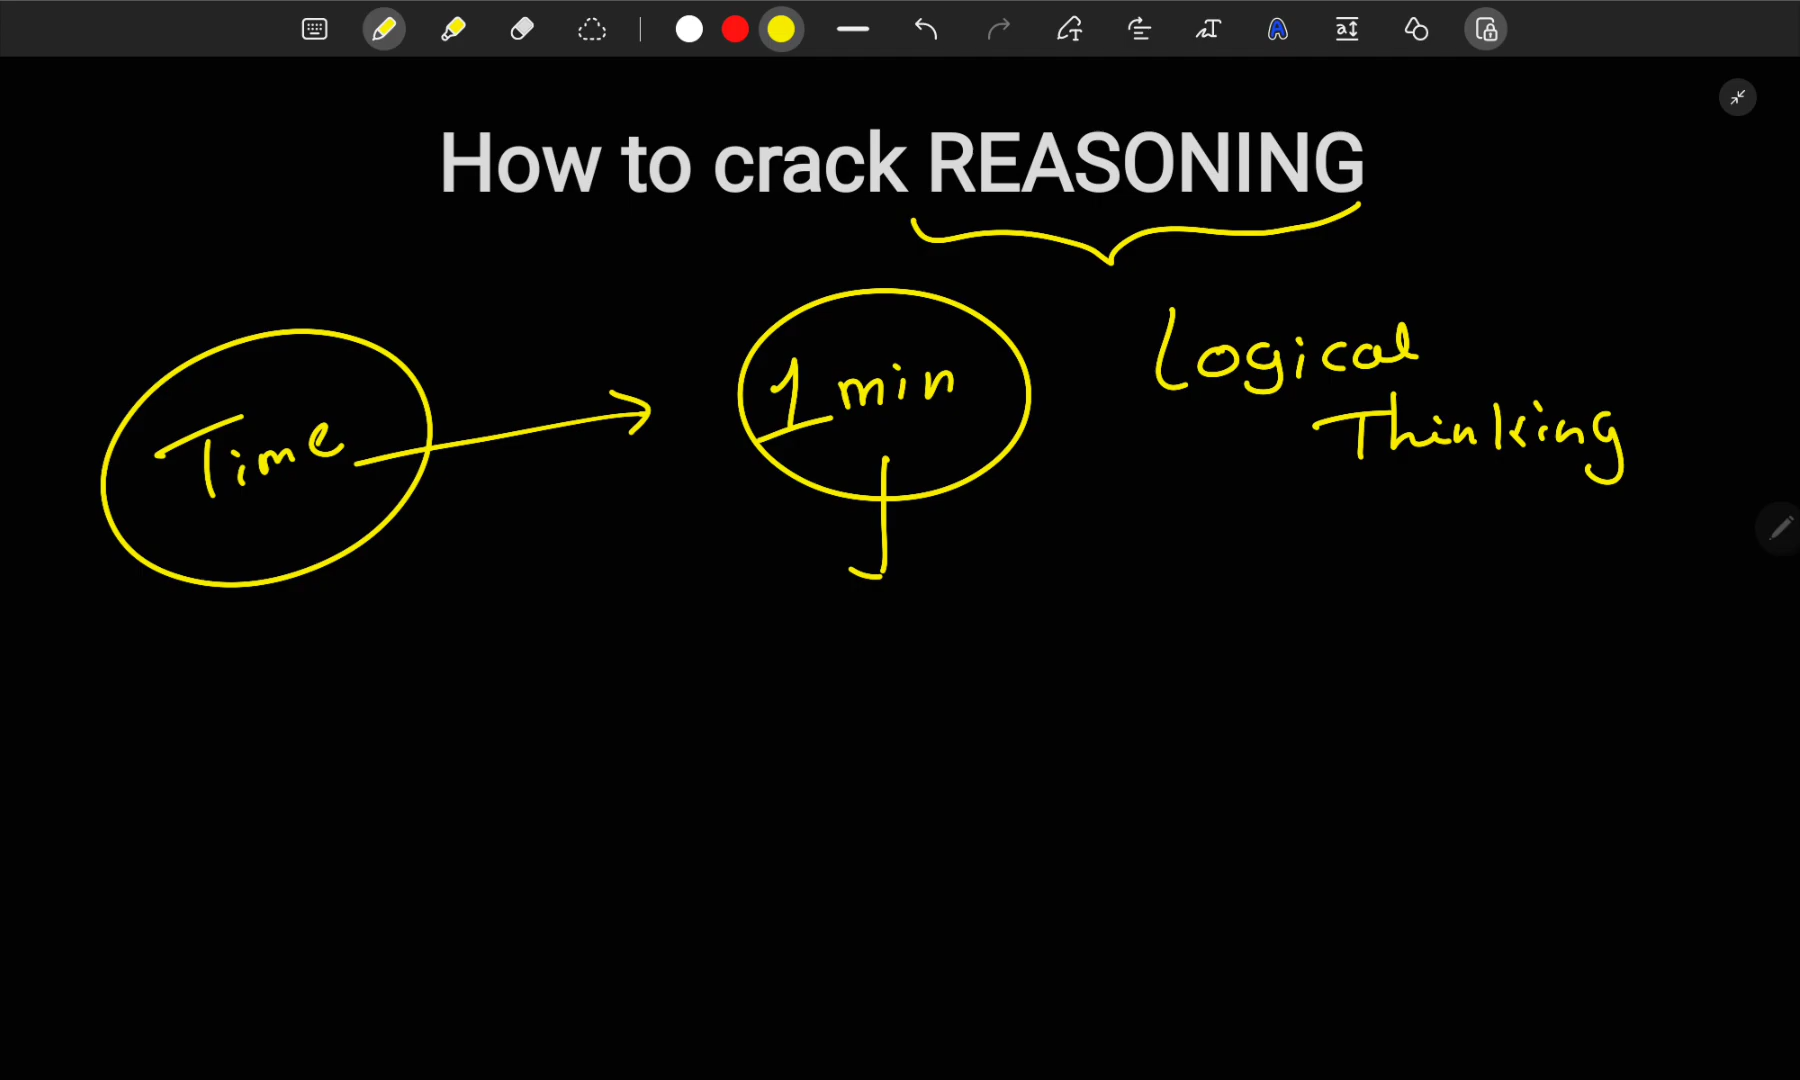 How to crack REASONING
Time
1 min
Logical
Thinking